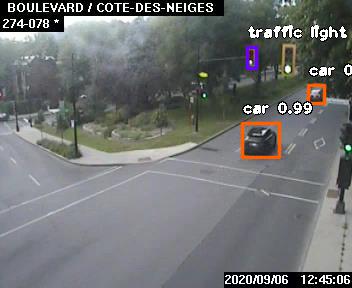 BOULEVARD / COTE-DES-NEIGES
274-078 *
traffic light
car 0
car 0.99
2020/09/06 12:45:06